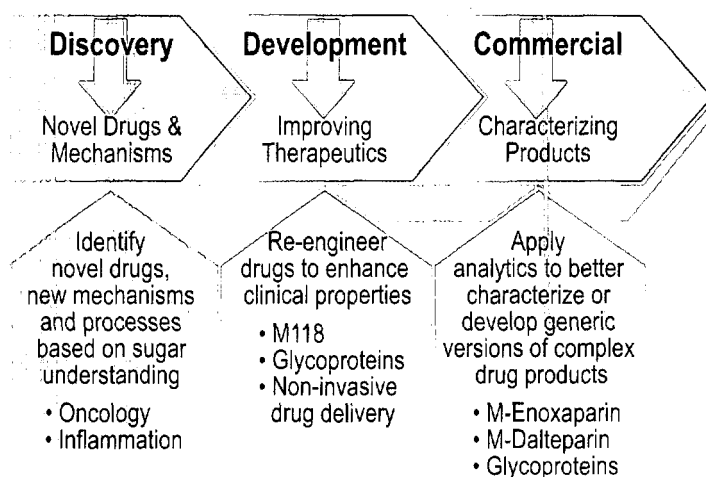 Discovery
Novel Drugs &
Mechanisms
Identify
novel drugs,
new mechanisms
and processes
based on sugar
understanding
• Oncology
• Inflammation
Development
Improving
Therapeutics
Re-engineer
drugs to enhance
clinical properties
• M118
• Glycoproteins
• Non-invasive
drug delivery
Commercial
Characterizing
Products
Apply
analytics to better
characterize or
develop generic
versions of complex
drug products
• M-Enoxaparin
• M-Dalteparin
• Glycoproteins